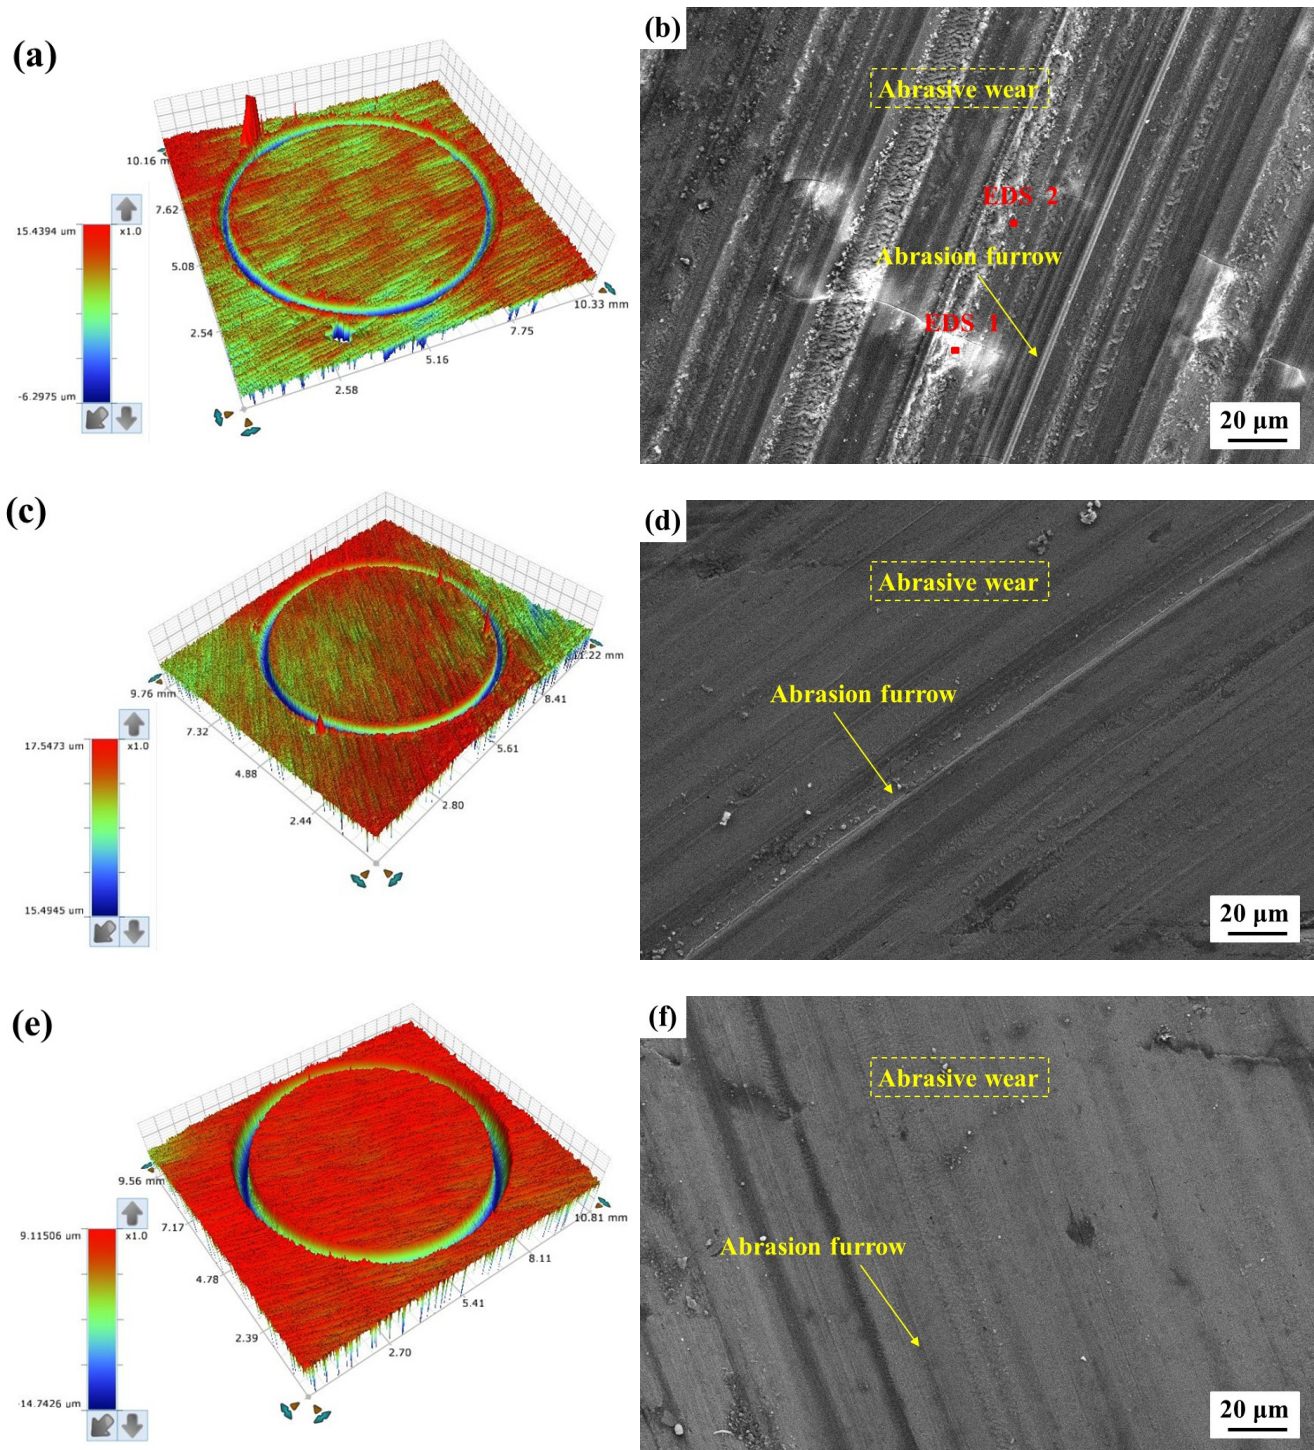 (a)
10.16 m
7.62
5.08
2.54
2.58
5.16
7.75
10.33 mm
15.4394 um
x1.0
-6.2975 um
(b)
Abrasive wear
EDS 2
Abrasion furrow
EDS 1
20 μm
(c)
9.76 mm
7.32
4.88
2.44
2.80
5.61
8.41
11.22 mm
17.5473 um
x1.0
15.4945 um
(d)
Abrasive wear
Abrasion furrow
20 μm
(e)
9.56 mm
7.17
4.78
2.39
2.70
5.41
8.11
10.81 mm
9.11506 um
x1.0
-14.7426 um
(f)
Abrasive wear
Abrasion furrow
20 μm